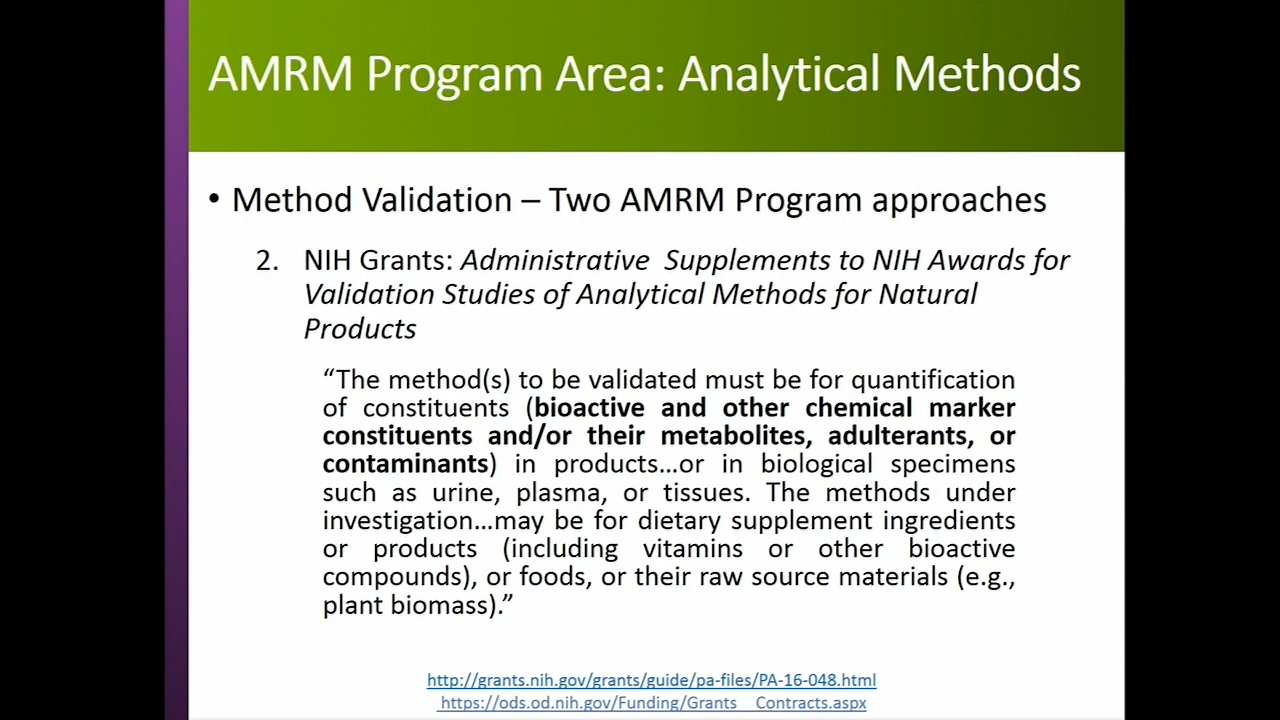 AMRM Program Area: Analytical Methods
• Method Validation – Two AMRM Program approaches
2. NIH Grants: Administrative Supplements to NIH Awards for
Validation Studies of Analytical Methods for Natural
Products
“The method(s) to be validated must be for quantification
of constituents (bioactive and other chemical marker
constituents and/or their metabolites, adulterants, or
contaminants) in products…or in biological specimens
such as urine, plasma, or tissues. The methods under
investigation…may be for dietary supplement ingredients
or products (including vitamins or other bioactive
compounds), or foods, or their raw source materials (e.g.,
plant biomass).”
http://grants.nih.gov/grants/guide/pa-files/PA-16-048.html
https://ods.od.nih.gov/Funding/Grants__Contracts.aspx